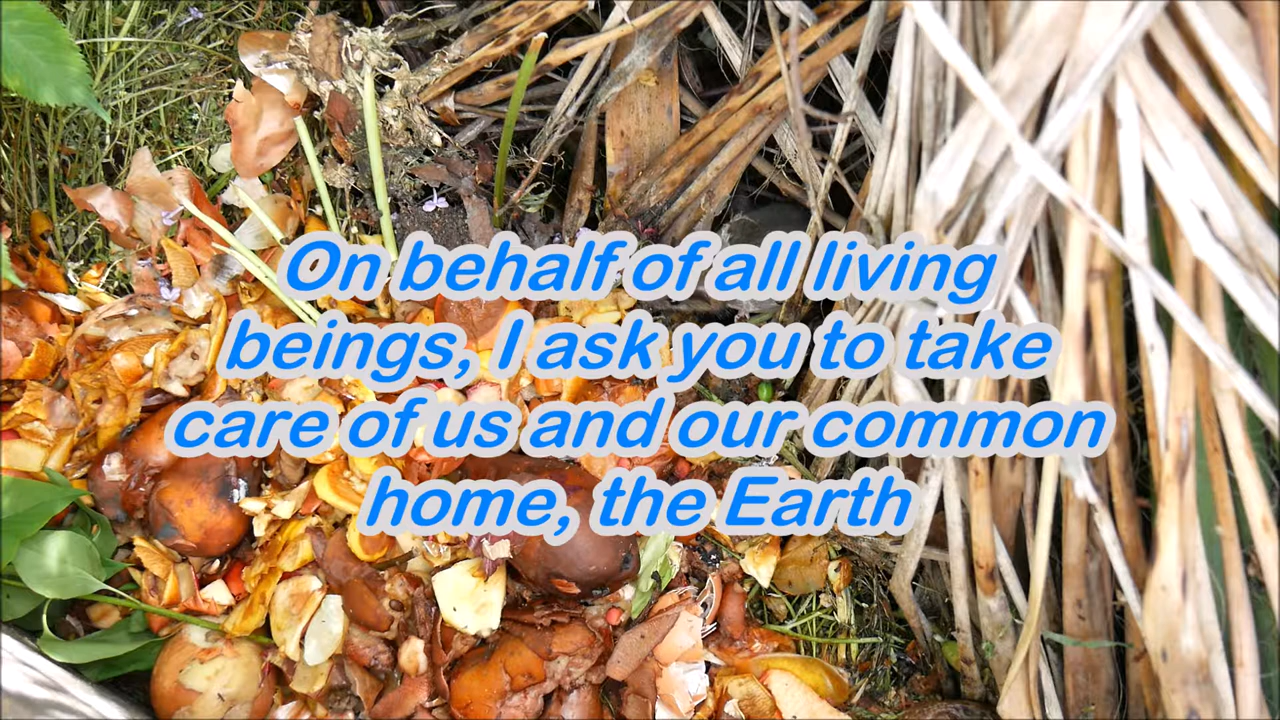 On behalf of all living
beings, I ask you to take
care of us and our common
home, the Earth